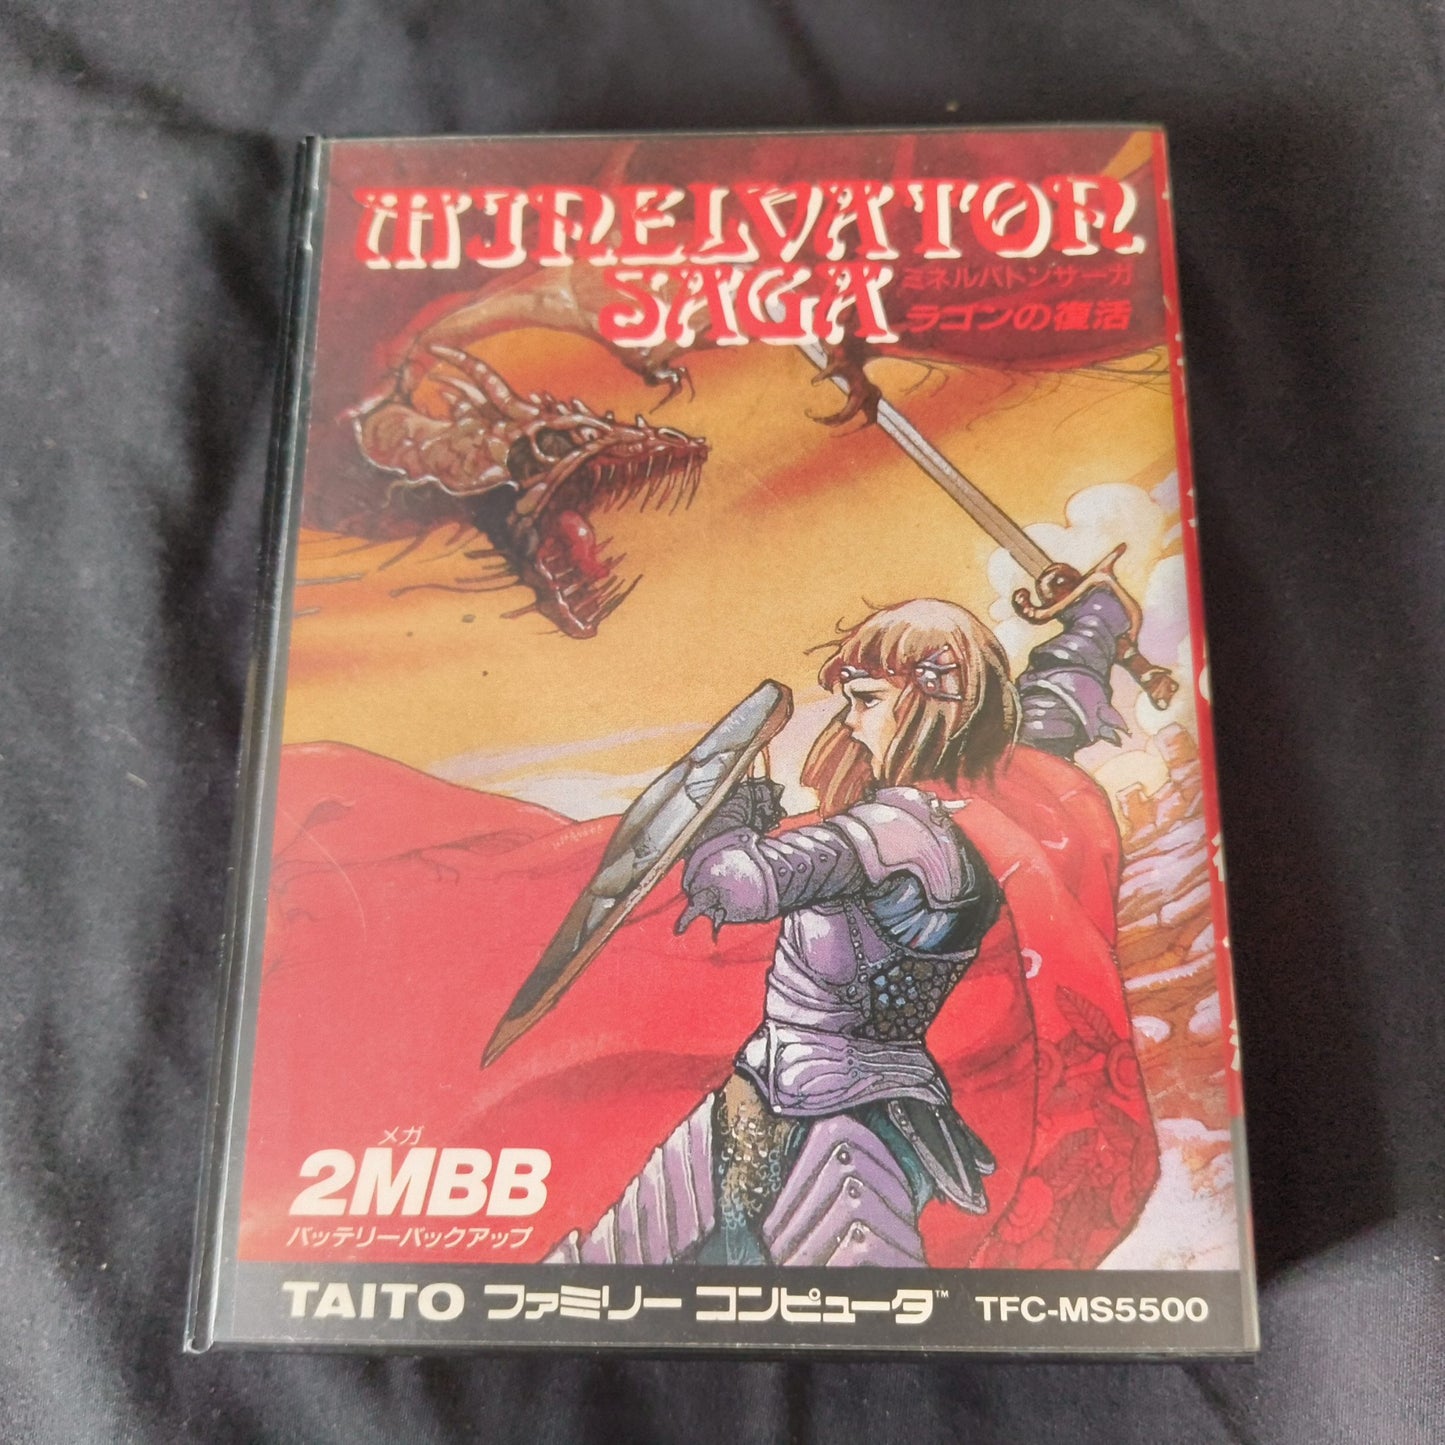 MINELVATON
SAGA
ミネルバトンサーガ
ラゴンの復活
メガ
2MBB
バッテリーバックアップ
TAITO ファミリー コンピュータ™ TFC-MS5500